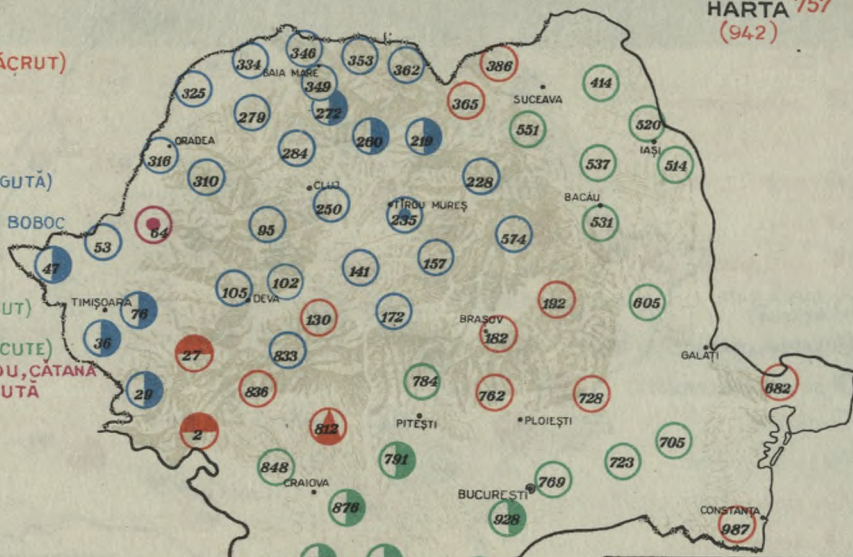 HARTA 757
(942)
ĂCRUT)
GUTĂ)
BOBOC
UT)
CUTE)
DU, CĂTANĂ
UTĂ
346
334
353
362
386
BAIA MARE
349
325
365
414
SUCEAVA
279
272
260
219
551
520
IAȘI
ORADEA
316
284
537
514
310
228
CLUJ
250
TÎRGU MUREȘ
235
BACĂU
531
64
53
95
574
47
141
157
105
102
DEVA
TIMIȘOARA
76
192
605
130
172
BRAȘOV
182
36
27
833
GALAȚI
29
836
784
762
728
682
PITEȘTI
PLOIEȘTI
2
812
705
848
791
723
CRAIOVA
769
BUCUREȘTI
876
928
CONSTANȚA
987